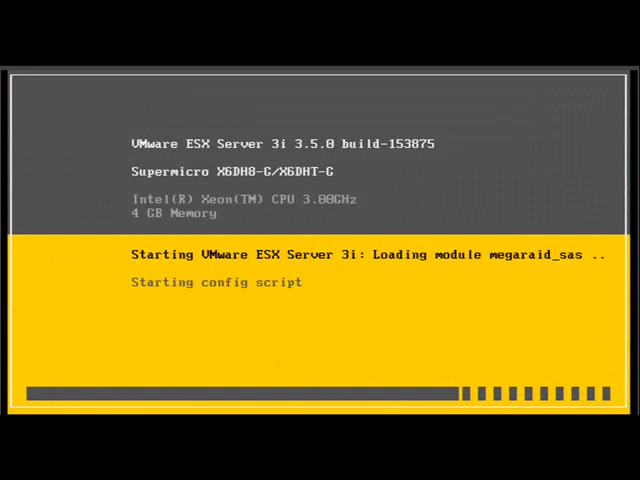 VMware ESX Server 3i 3.5.0 build-153875
Supermicro X6DH8-G/X6DHT-G
Intel(R) Xeon(TM) CPU 3.00GHz
4 GB Memory
Starting VMware ESX Server 3i: Loading module megaraid_sas ..
Starting config script